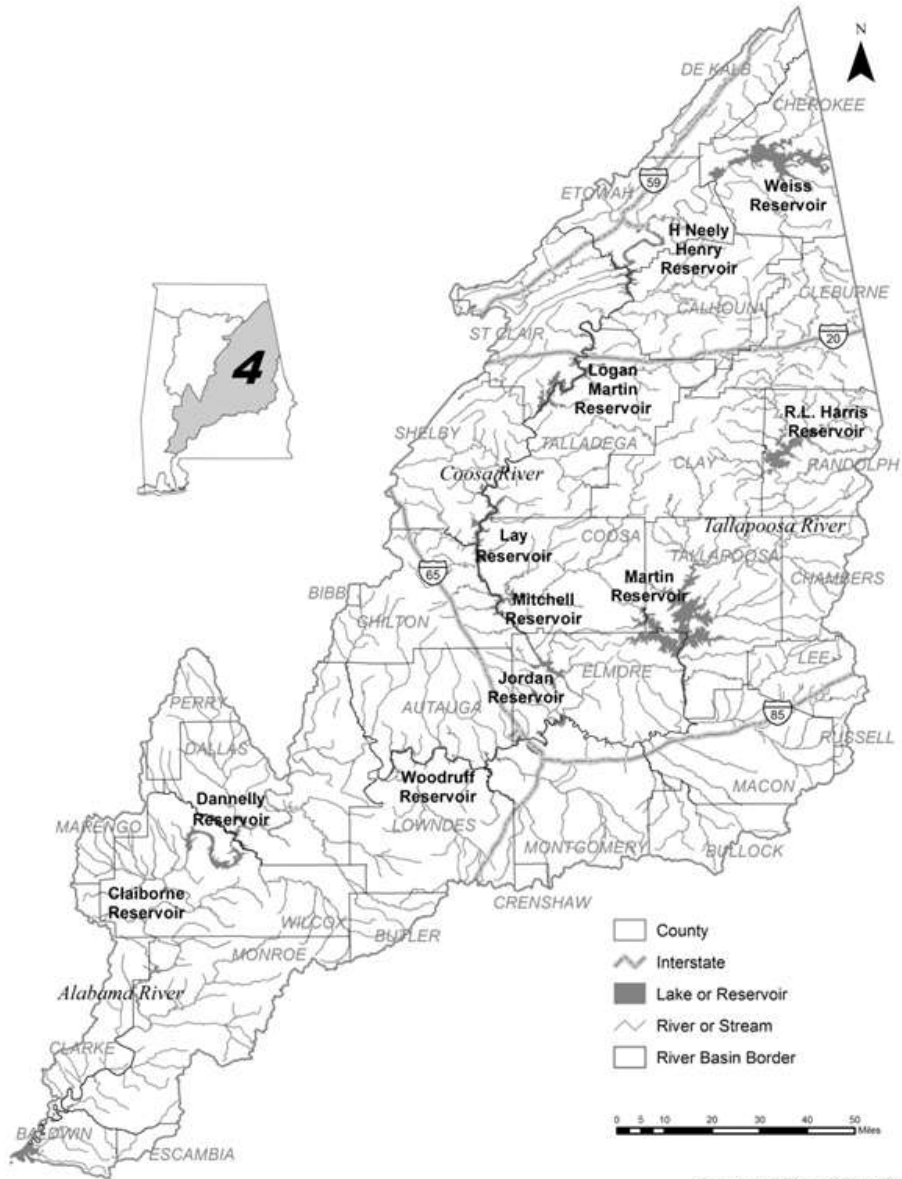 N
DE KALB
CHEROKEE
59
Weiss
Reservoir
ETOWAH
H Neely
Henry
Reservoir
CLEBURNE
CALHOUN
ST CLAIR
20
4
Logan
Martin
Reservoir
R.L. Harris
Reservoir
SHELBY
TALLADEGA
CLAY
RANDOLPH
Coosa River
Tallapoosa River
Lay
Reservoir
COOSA
TALLAPOOSA
65
Martin
Reservoir
CHAMBERS
BIBB
Mitchell
Reservoir
CHILTON
LEE
ELMORE
Jordan
Reservoir
PERRY
AUTAUGA
85
RUSSELL
DALLAS
Woodruff
Reservoir
MACON
Dannelly
Reservoir
MARENGO
LOWNDES
MONTGOMERY
BULLOCK
Claiborne
Reservoir
CRENSHAW
WILCOX
BUTLER
MONROE
Alabama River
CLARKE
BALDWIN
ESCAMBIA
County
Interstate
Lake or Reservoir
River or Stream
River Basin Border
0 5 10 20 30 40 50
Miles